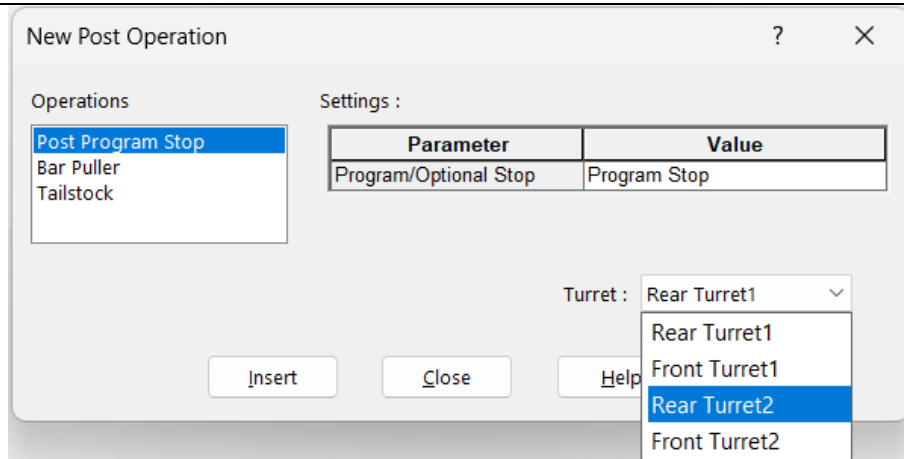 New Post Operation ?
Operations
Settings :
Post Program Stop
Bar Puller
Tailstock
Parameter Value
Program/Optional Stop Program Stop
Turret : Rear Turret1
Rear Turret1
Front Turret1
Rear Turret2
Front Turret2
Insert Close Help